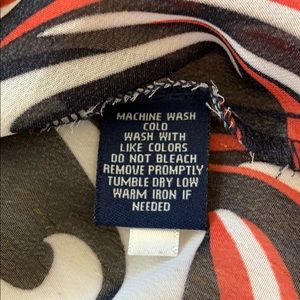 MACHINE WASH
COLD
WASH WITH
LIKE COLORS
DO NOT BLEACH
REMOVE PROMPTLY
TUMBLE DRY LOW
WARM IRON IF
NEEDED